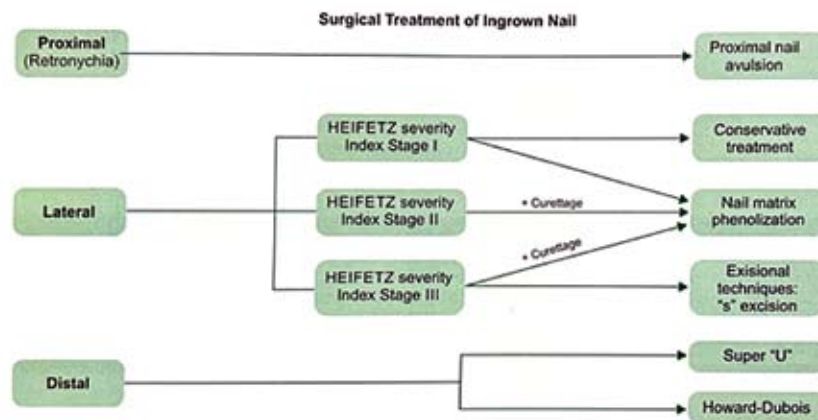 Surgical Treatment of Ingrown Nail
Proximal
(Retronychia)
Proximal nail
avulsion
HEIFETZ severity
Index Stage I
Conservative
treatment
Lateral
HEIFETZ severity
Index Stage II
+ Curettage
Nail matrix
phenolization
+ Curettage
HEIFETZ severity
Index Stage III
Exisional
techniques:
"s" excision
Distal
Super "U"
Howard-Dubois